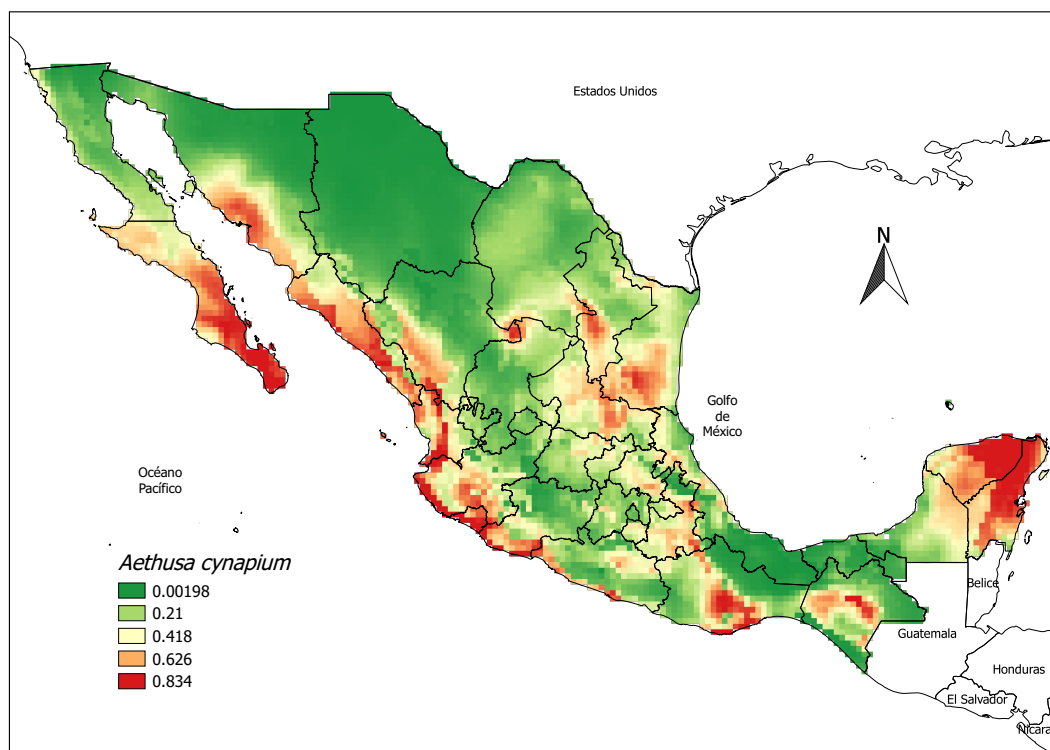 Estados Unidos
N
Golfo
de
México
Océano
Pacífico
Aethusa cynapium
0.00198
0.21
0.418
0.626
0.834
Belice
Guatemala
Honduras
El Salvador
Nicara